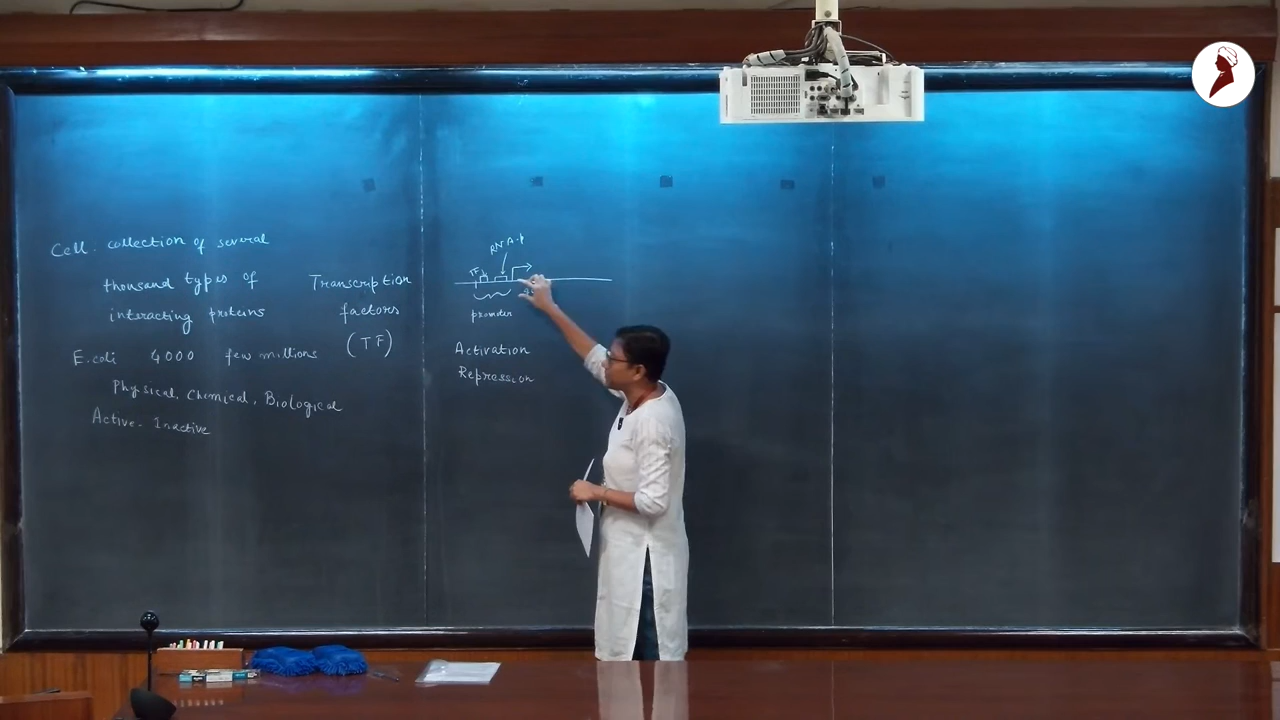 Cell - collection of several
thousand types of
interacting proteins
E.coli 4000 few millions
Physical, Chemical, Biological
Active - Inactive
Transcription
factors
(TF)
RNA-p
TF
promoter
Activation
Repression